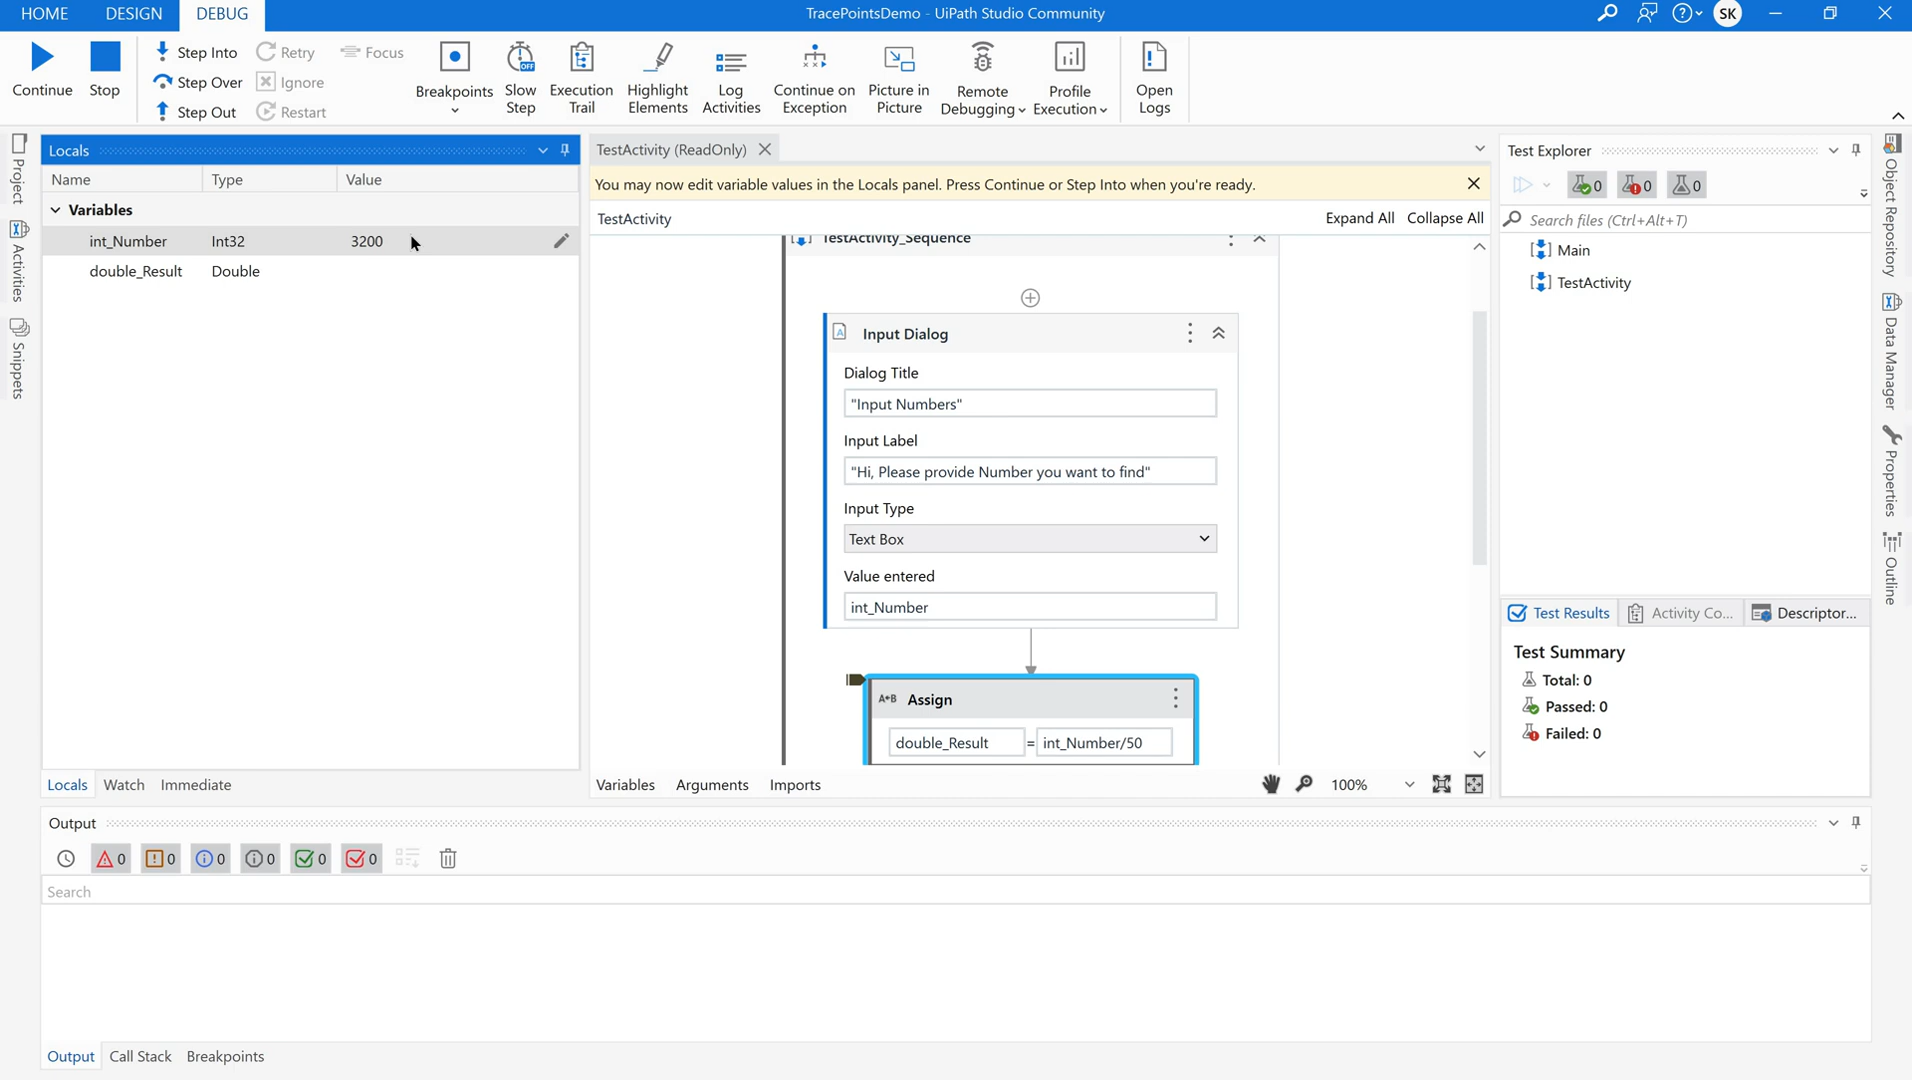 HOME DESIGN DEBUG TracePointsDemo - UiPath Studio Community SK
Continue Stop
Step Into Retry Focus
Step Over Ignore
Step Out Restart
Breakpoints
Slow Step
Execution Trail
Highlight Elements
Log Activities
Continue on Exception
Picture in Picture
Remote Debugging
Profile Execution
Open Logs
Project
Activities
Snippets
Locals
Name Type Value
Variables
int_Number Int32 3200
double_Result Double
Locals Watch Immediate
TestActivity (ReadOnly)
You may now edit variable values in the Locals panel. Press Continue or Step Into when you're ready.
TestActivity Expand All Collapse All
TestActivity_Sequence
Input Dialog
Dialog Title
"Input Numbers"
Input Label
"Hi, Please provide Number you want to find"
Input Type
Text Box
Value entered
int_Number
A B Assign
double_Result = int_Number/50
Variables Arguments Imports 100%
Test Explorer
0 0 0
Search files (Ctrl+Alt+T)
Main
TestActivity
Test Results Activity Co... Descriptor...
Test Summary
Total: 0
Passed: 0
Failed: 0
Object Repository
Data Manager
Properties
Outline
Output
0 0 0 0 0 0
Search
Output Call Stack Breakpoints